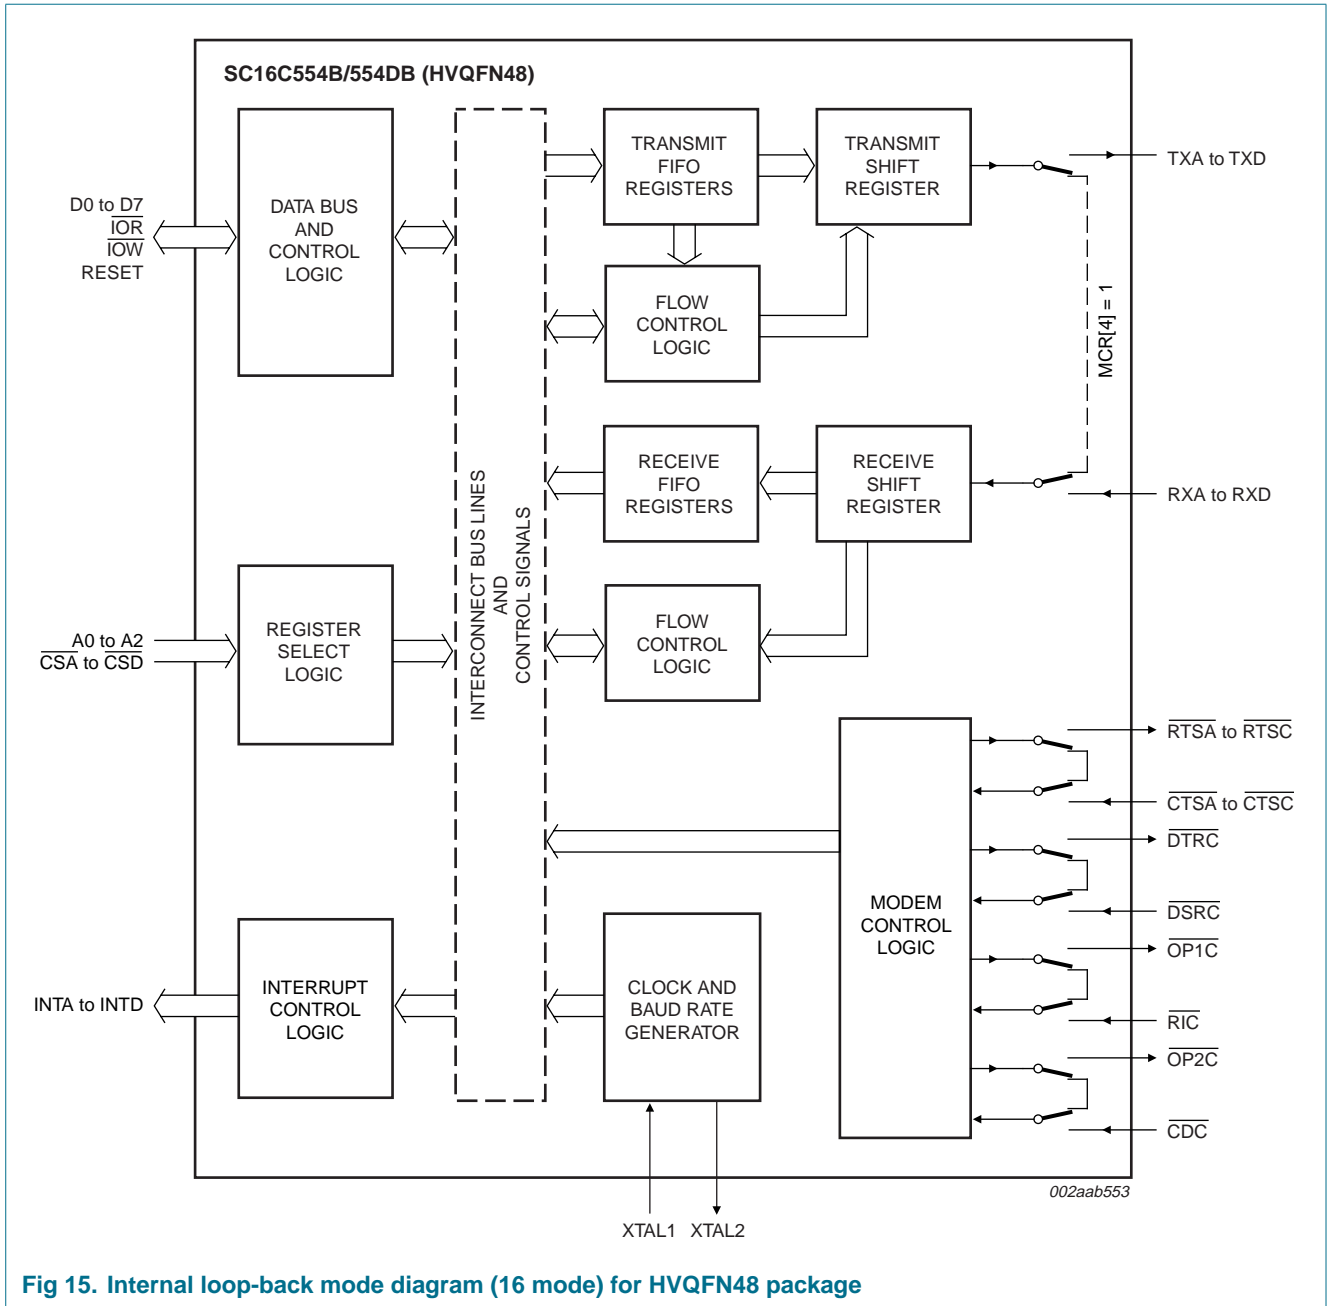 SC16C554B/554DB (HVQFN48)
D0 to D7
IOR
IOW
RESET
DATA BUS
AND
CONTROL
LOGIC
TRANSMIT
FIFO
REGISTERS
TRANSMIT
SHIFT
REGISTER
TXA to TXD
FLOW
CONTROL
LOGIC
MCR[4] = 1
RECEIVE
FIFO
REGISTERS
RECEIVE
SHIFT
REGISTER
RXA to RXD
INTERCONNECT BUS LINES
AND
CONTROL SIGNALS
A0 to A2
CSA to CSD
REGISTER
SELECT
LOGIC
FLOW
CONTROL
LOGIC
RTSA to RTSC
CTSA to CTSC
DTRC
DSRC
MODEM
CONTROL
LOGIC
OP1C
RIC
OP2C
CDC
INTA to INTD
INTERRUPT
CONTROL
LOGIC
CLOCK AND
BAUD RATE
GENERATOR
XTAL1 XTAL2
002aab553
Fig 15. Internal loop-back mode diagram (16 mode) for HVQFN48 package